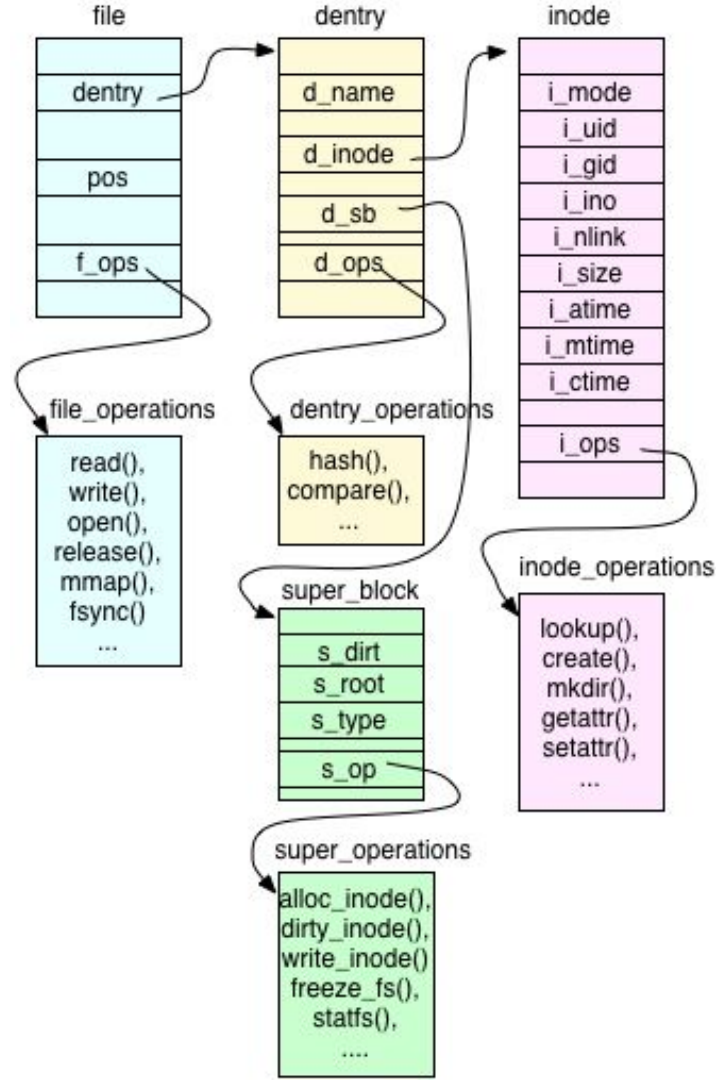 file
dentry
pos
f_ops
file_operations
read(),
write(),
open(),
release(),
mmap(),
fsync()
...
dentry
d_name
d_inode
d_sb
d_ops
dentry_operations
hash(),
compare(),
...
super_block
s_dirt
s_root
s_type
s_op
super_operations
alloc_inode(),
dirty_inode(),
write_inode()
freeze_fs(),
statfs(),
....
inode
i_mode
i_uid
i_gid
i_ino
i_nlink
i_size
i_atime
i_mtime
i_ctime
i_ops
inode_operations
lookup(),
create(),
mkdir(),
getattr(),
setattr(),
...